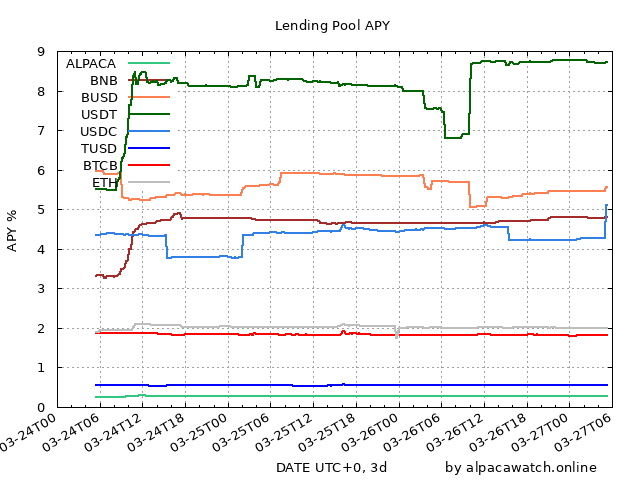 Lending Pool APY
9
8
7
6
5
4
3
2
1
0
APY %
ALPACA
BNB
BUSD
USDT
USDC
TUSD
BTCB
ETH
03-24T00
03-24T06
03-24T12
03-24T18
03-25T00
03-25T06
03-25T12
03-25T18
03-26T00
03-26T06
03-26T12
03-26T18
03-27T00
03-27T06
DATE UTC+0, 3d
by alpacawatch.online